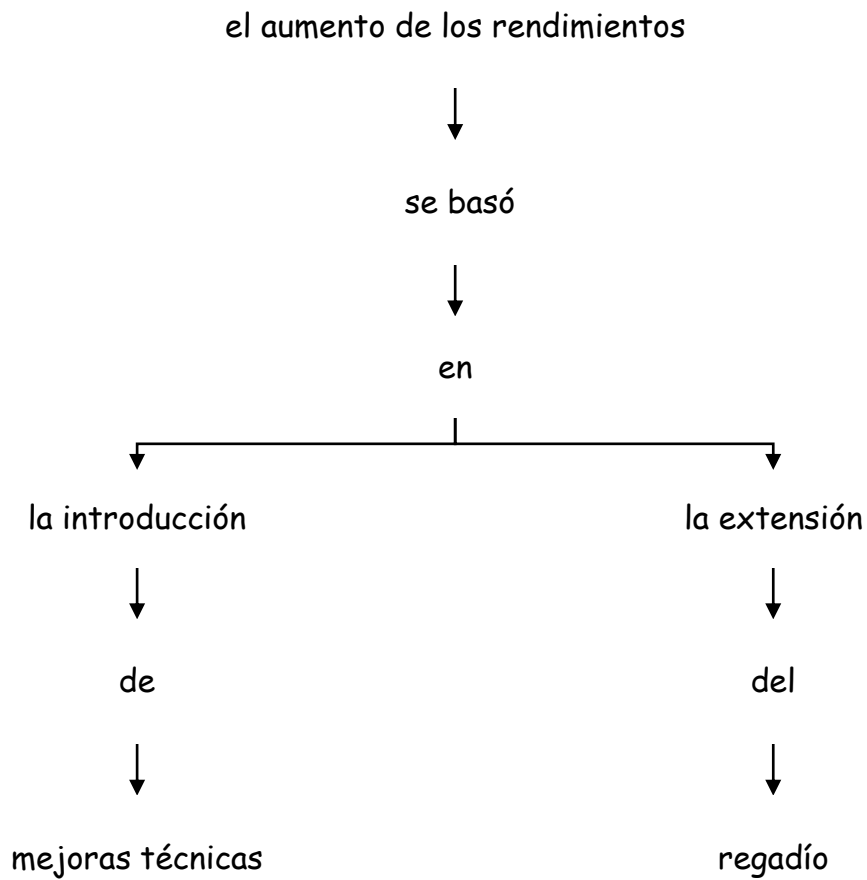 el aumento de los rendimientos
se basó
en
la introducción
la extensión
de
del
mejoras técnicas
regadío